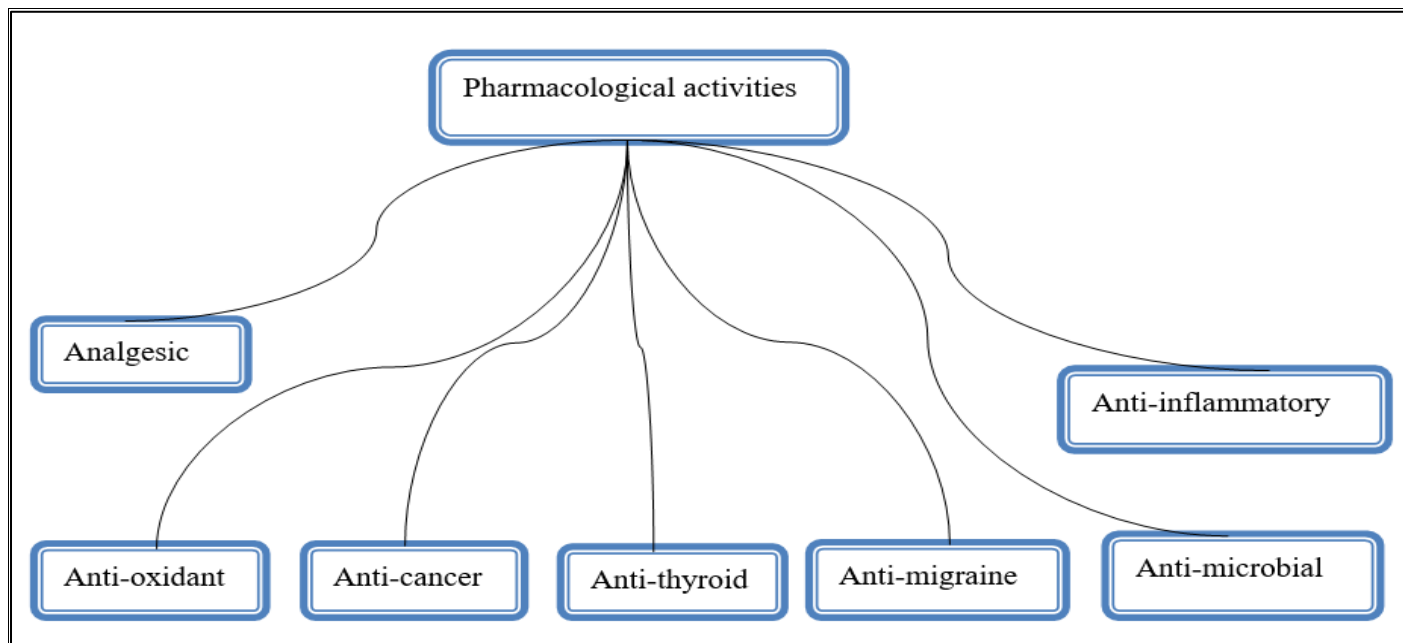 Pharmacological activities
Analgesic
Anti-inflammatory
Anti-oxidant
Anti-cancer
Anti-thyroid
Anti-migraine
Anti-microbial